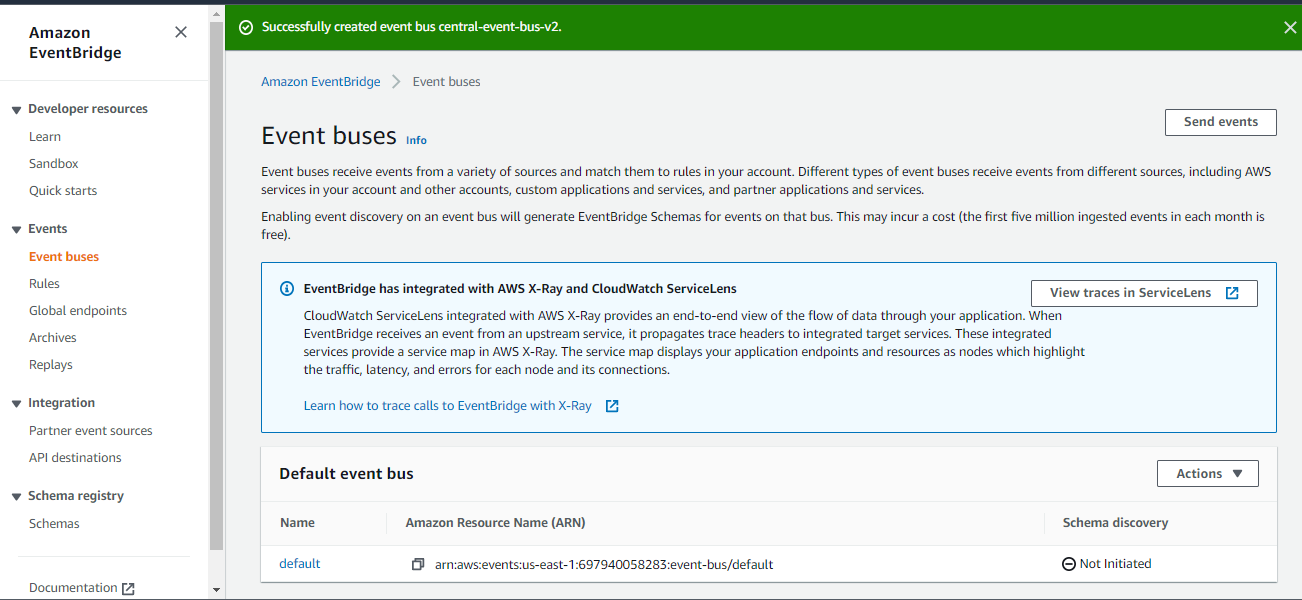 Amazon
EventBridge
Developer resources
Learn
Sandbox
Quick starts
Events
Event buses
Rules
Global endpoints
Archives
Replays
Integration
Partner event sources
API destinations
Schema registry
Schemas
Documentation
Successfully created event bus central-event-bus-v2.
Amazon EventBridge > Event buses
Event buses Info
Send events
Event buses receive events from a variety of sources and match them to rules in your account. Different types of event buses receive events from different sources, including AWS
services in your account and other accounts, custom applications and services, and partner applications and services.
Enabling event discovery on an event bus will generate EventBridge Schemas for events on that bus. This may incur a cost (the first five million ingested events in each month is
free).
EventBridge has integrated with AWS X-Ray and CloudWatch ServiceLens
View traces in ServiceLens
CloudWatch ServiceLens integrated with AWS X-Ray provides an end-to-end view of the flow of data through your application. When
EventBridge receives an event from an upstream service, it propagates trace headers to integrated target services. These integrated
services provide a service map in AWS X-Ray. The service map displays your application endpoints and resources as nodes which highlight
the traffic, latency, and errors for each node and its connections.
Learn how to trace calls to EventBridge with X-Ray
Default event bus
Actions
Name Amazon Resource Name (ARN) Schema discovery
default arn:aws:events:us-east-1:697940058283:event-bus/default Not Initiated